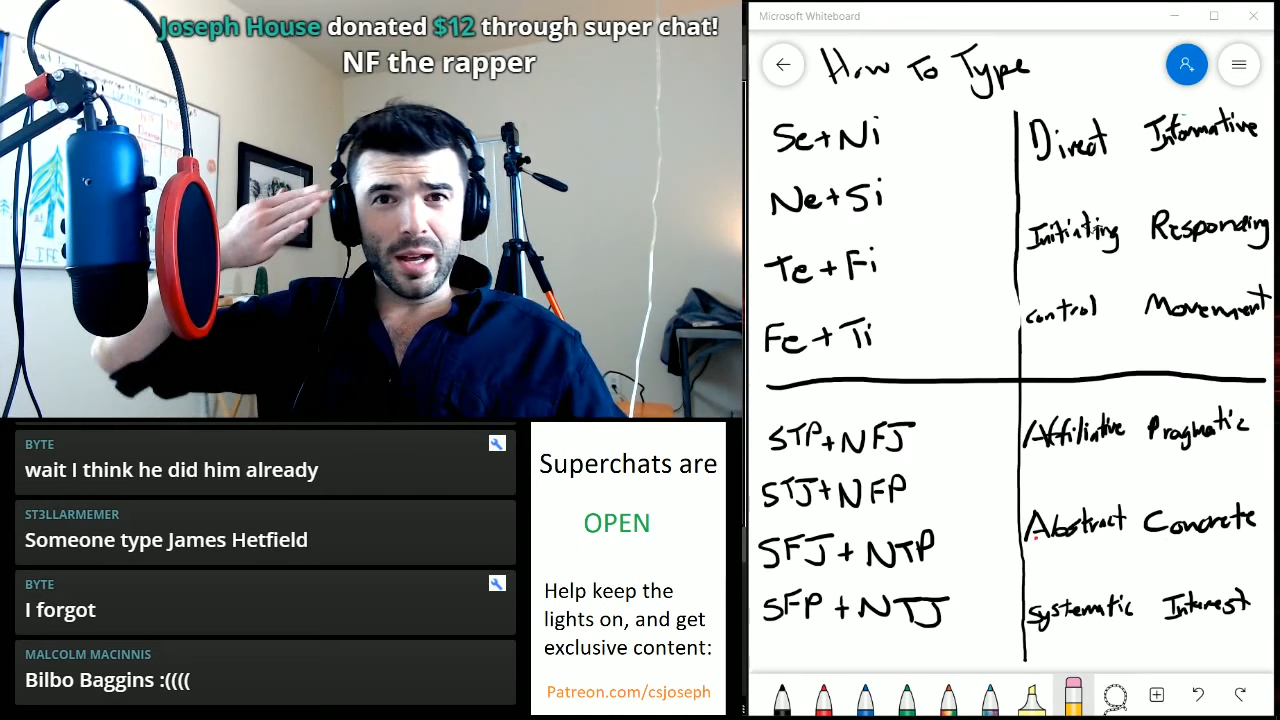 Joseph House donated $12 through super chat!
NF the rapper
LIFE
BYTE
wait I think he did him already
ST3LLARMEMER
Someone type James Hetfield
BYTE
I forgot
MALCOLM MACINNIS
Bilbo Baggins :((((
Superchats are
OPEN
Help keep the
lights on, and get
exclusive content:
Patreon.com/csjoseph
Microsoft Whiteboard
How To Type
Se + Ni
Ne + Si
Te + Fi
Fe + Ti
Direct Informative
Initiating Responding
control Movement
STP + NFJ
STJ + NFP
SFJ + NTP
SFP + NTJ
Affiliative Pragmatic
Abstract Concrete
Systematic Interest